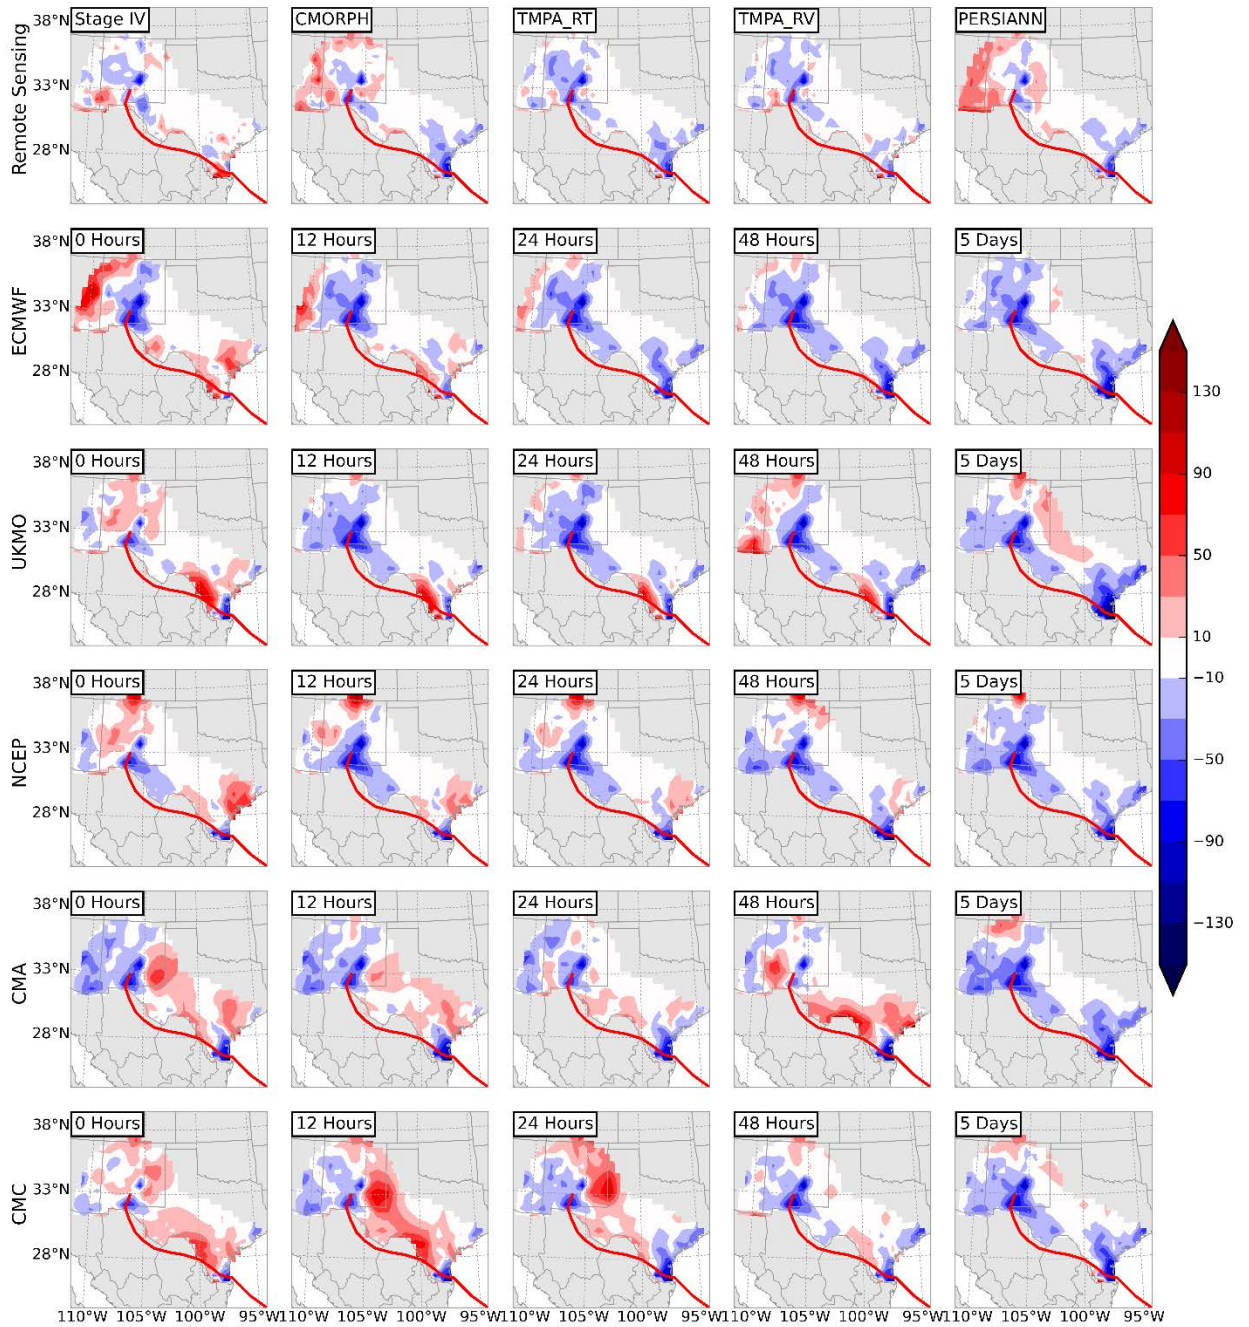 Remote Sensing
38°N
33°N
28°N
Stage IV
CMORPH
TMPA_RT
TMPA_RV
PERSIANN
ECMWF
38°N
33°N
28°N
0 Hours
12 Hours
24 Hours
48 Hours
5 Days
UKMO
38°N
33°N
28°N
0 Hours
12 Hours
24 Hours
48 Hours
5 Days
NCEP
38°N
33°N
28°N
0 Hours
12 Hours
24 Hours
48 Hours
5 Days
CMA
38°N
33°N
28°N
0 Hours
12 Hours
24 Hours
48 Hours
5 Days
CMC
38°N
33°N
28°N
0 Hours
12 Hours
24 Hours
48 Hours
5 Days
110°W 105°W 100°W 95°W
110°W 105°W 100°W 95°W
110°W 105°W 100°W 95°W
110°W 105°W 100°W 95°W
110°W 105°W 100°W 95°W
130
90
50
10
−10
−50
−90
−130